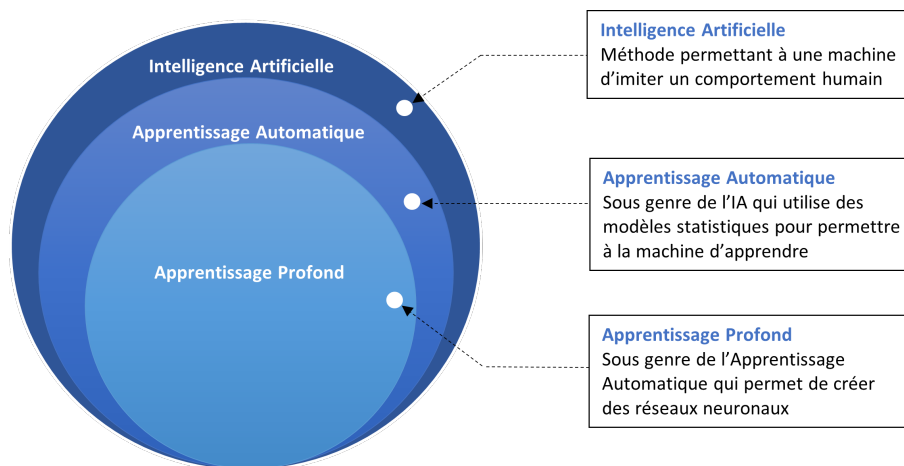 Intelligence Artificielle
Apprentissage Automatique
Apprentissage Profond
Intelligence Artificielle
Méthode permettant à une machine
d’imiter un comportement humain
Apprentissage Automatique
Sous genre de l’IA qui utilise des
modèles statistiques pour permettre
à la machine d’apprendre
Apprentissage Profond
Sous genre de l’Apprentissage
Automatique qui permet de créer
des réseaux neuronaux